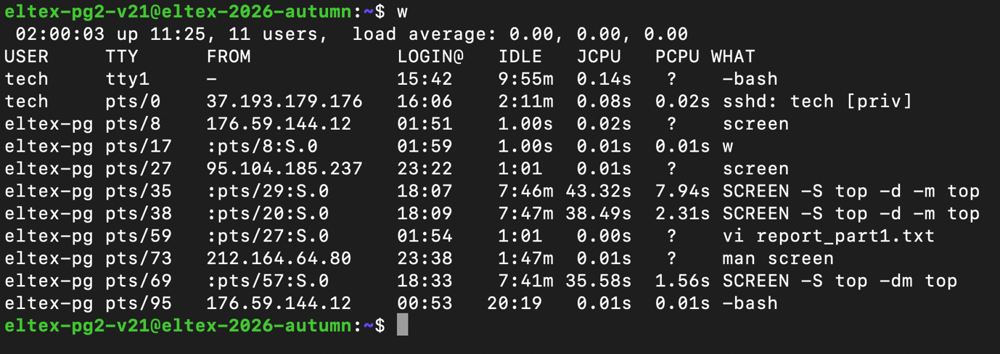 eltex-pg2-v21@eltex-2026-autumn:~$ w
 02:00:03 up 11:25, 11 users,  load average: 0.00, 0.00, 0.00
USER     TTY      FROM             LOGIN@   IDLE   JCPU   PCPU WHAT
tech     tty1     -                15:42    9:55m  0.14s   ?    -bash
tech     pts/0    37.193.179.176   16:06    2:11m  0.08s  0.02s sshd: tech [priv]
eltex-pg pts/8    176.59.144.12    01:51    1.00s  0.02s   ?    screen
eltex-pg pts/17   :pts/8:S.0       01:59    1.00s  0.01s  0.01s w
eltex-pg pts/27   95.104.185.237   23:22    1:01   0.01s   ?    screen
eltex-pg pts/35   :pts/29:S.0      18:07    7:46m 43.32s  7.94s SCREEN -S top -d -m top
eltex-pg pts/38   :pts/20:S.0      18:09    7:47m 38.49s  2.31s SCREEN -S top -d -m top
eltex-pg pts/59   :pts/27:S.0      01:54    1:01   0.00s   ?    vi report_part1.txt
eltex-pg pts/73   212.164.64.80    23:38    1:47m  0.01s   ?    man screen
eltex-pg pts/69   :pts/57:S.0      18:33    7:41m 35.58s  1.56s SCREEN -S top -dm top
eltex-pg pts/95   176.59.144.12    00:53   20:19   0.01s  0.01s -bash
eltex-pg2-v21@eltex-2026-autumn:~$